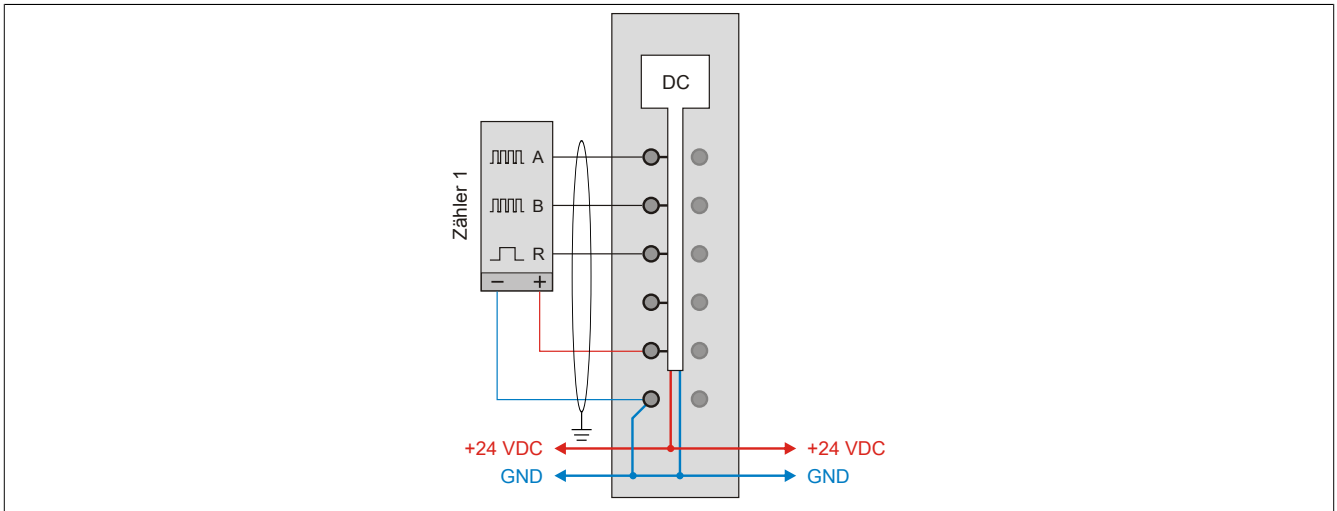 DC
Zähler 1
A
B
R
− +
+24 VDC +24 VDC
GND GND